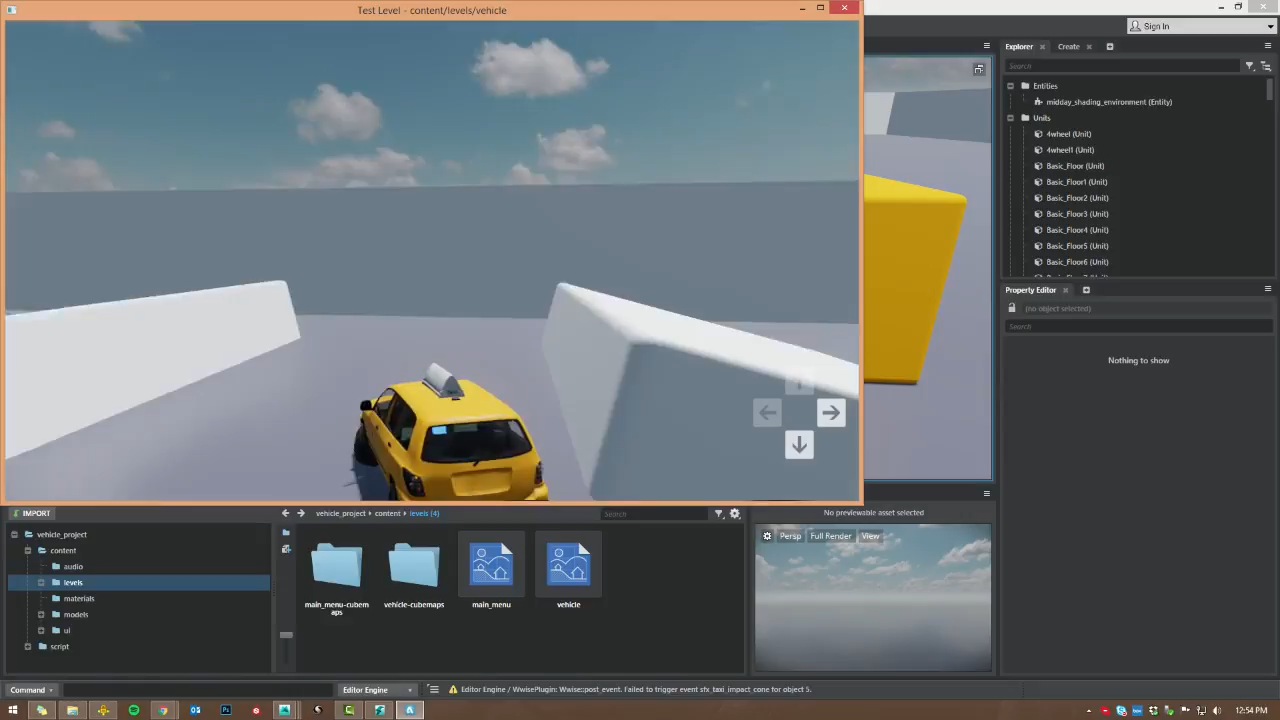 Test Level - content/levels/vehicle
Sign In
Explorer
Create
Search
Entities
midday_shading_environment (Entity)
Units
4wheel (Unit)
4wheel1 (Unit)
Basic_Floor (Unit)
Basic_Floor1 (Unit)
Basic_Floor2 (Unit)
Basic_Floor3 (Unit)
Basic_Floor4 (Unit)
Basic_Floor5 (Unit)
Basic_Floor6 (Unit)
Property Editor
(no object selected)
Search
Nothing to show
IMPORT
vehicle_project
content
levels (4)
Search
No previewable asset selected
vehicle_project
content
audio
levels
materials
models
ui
script
main_menu-cubem
aps
vehicle-cubemaps
main_menu
vehicle
Persp
Full Render
View
Command
Editor Engine
Editor Engine / WwisePlugin: Wwise::post_event. Failed to trigger event sfx_taxi_impact_cone for object 5.
12:54 PM